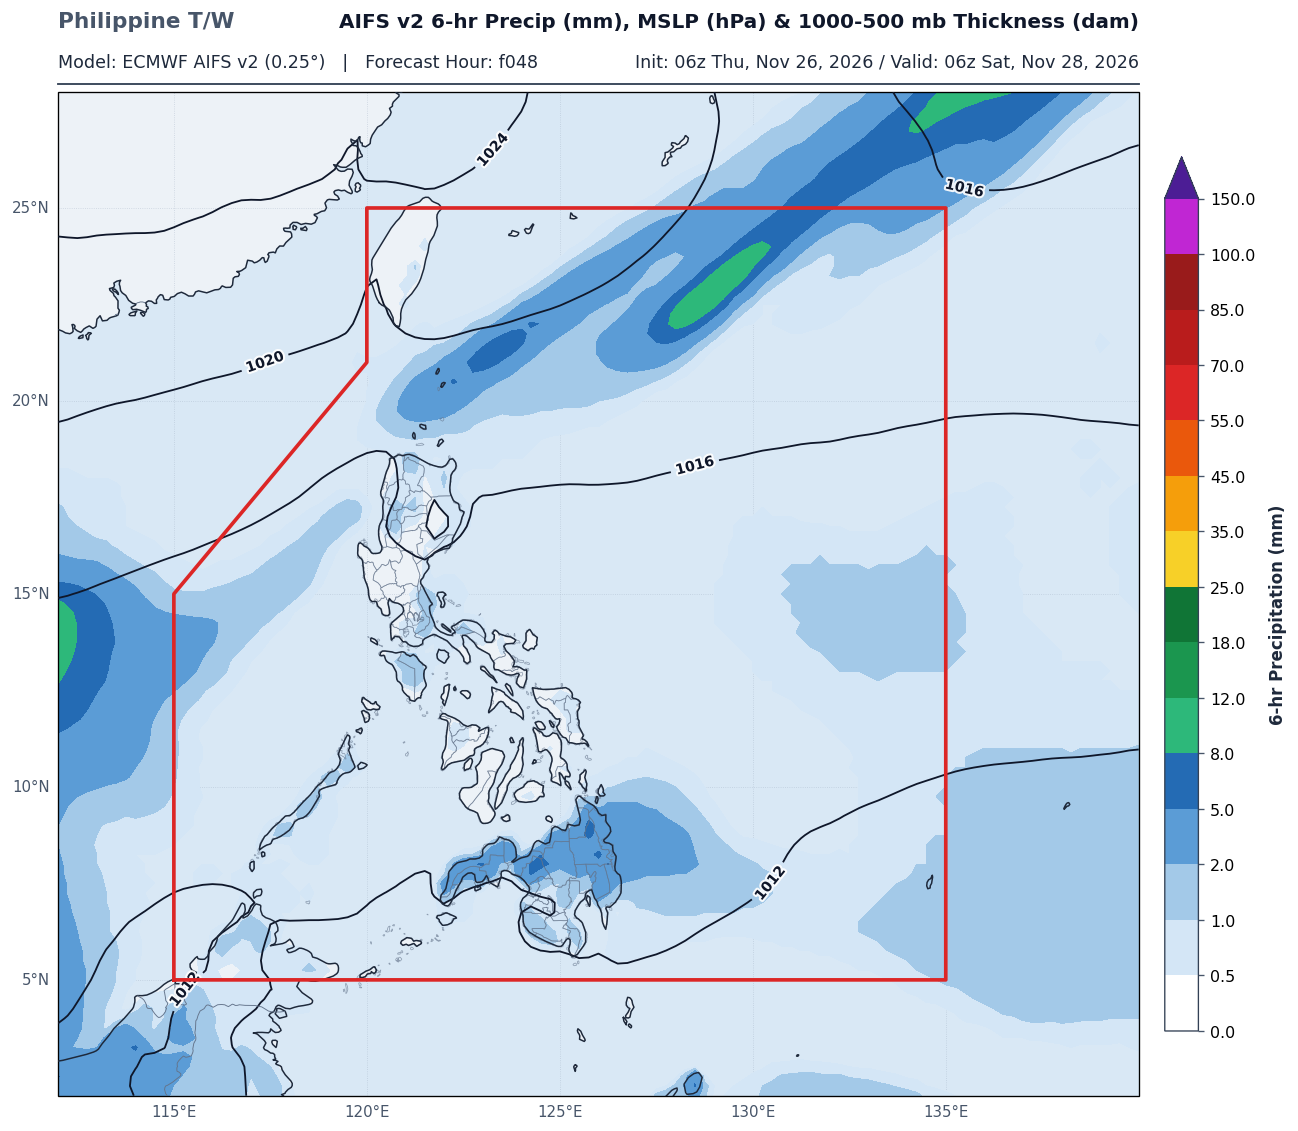 Philippine T/W
AIFS v2 6-hr Precip (mm), MSLP (hPa) & 1000-500 mb Thickness (dam)
Model: ECMWF AIFS v2 (0.25°)   |   Forecast Hour: f048
Init: 06z Thu, Nov 26, 2026 / Valid: 06z Sat, Nov 28, 2026
1024
1016
1020
1016
1012
1012
25°N
20°N
15°N
10°N
5°N
115°E
120°E
125°E
130°E
135°E
150.0
100.0
85.0
70.0
55.0
45.0
35.0
25.0
18.0
12.0
8.0
5.0
2.0
1.0
0.5
0.0
6-hr Precipitation (mm)